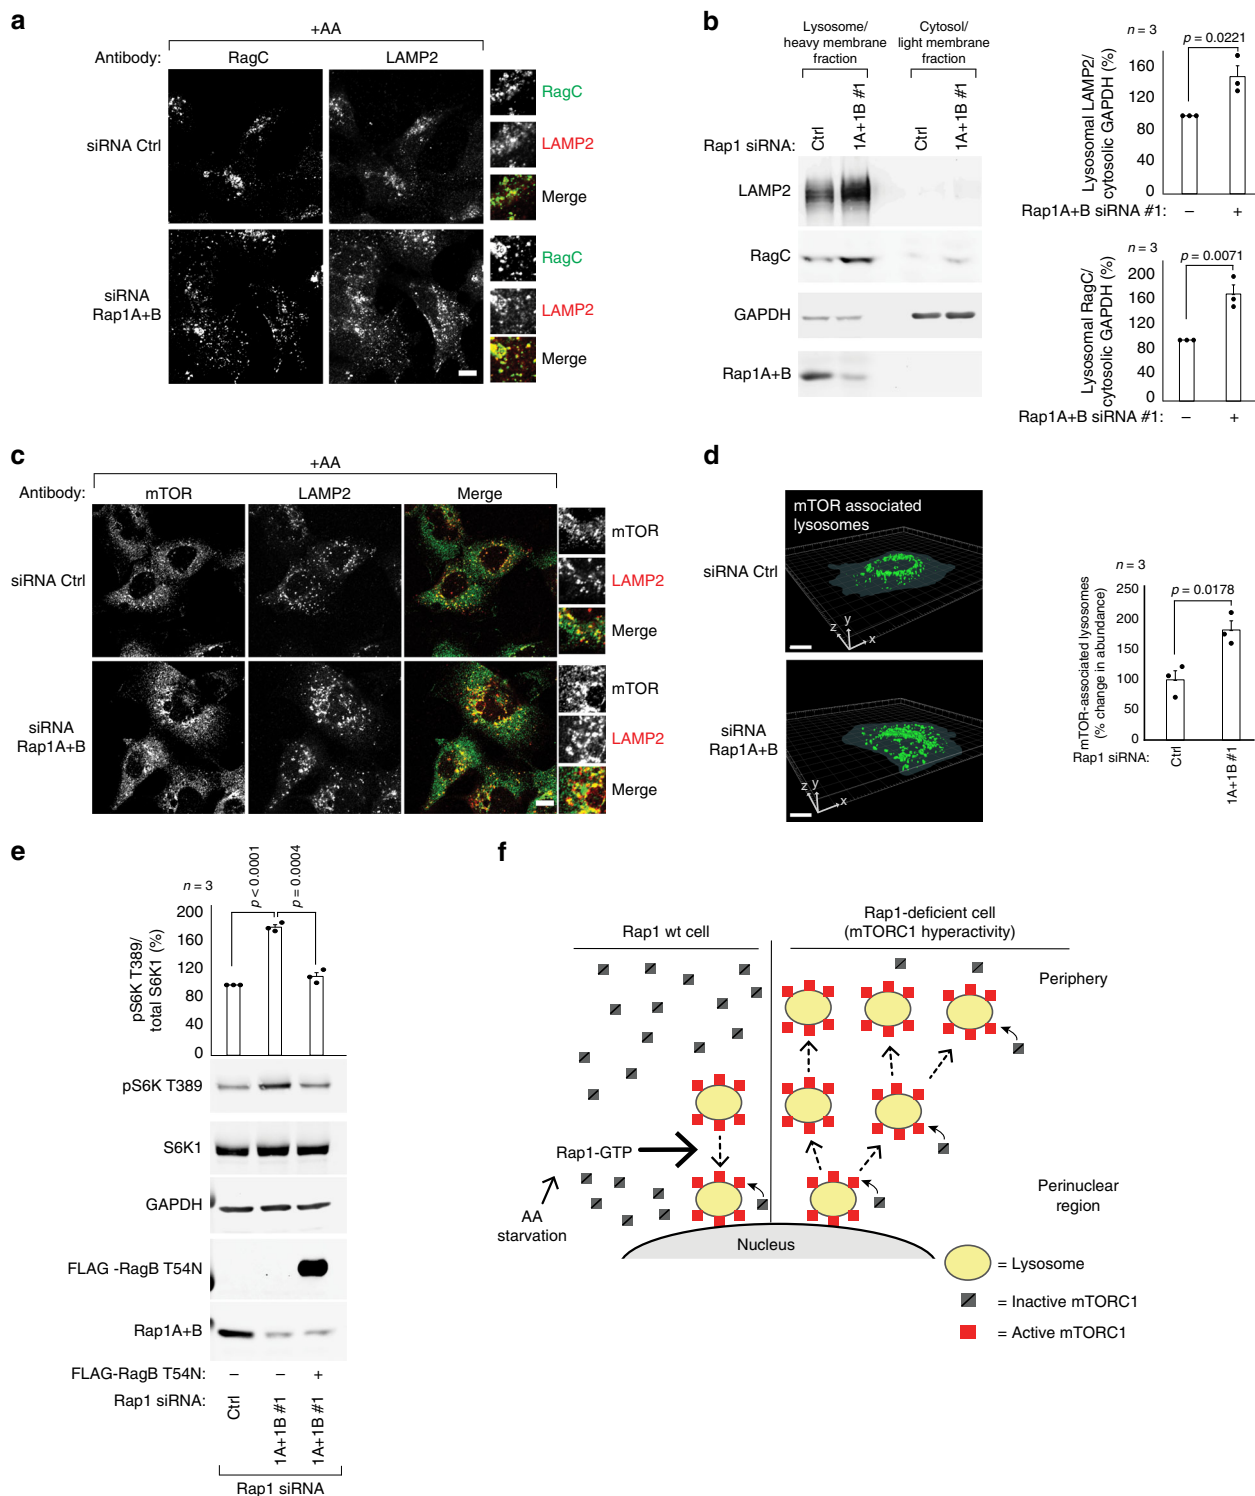 a
+AA
Antibody:
RagC
LAMP2
siRNA Ctrl
RagC
LAMP2
Merge
siRNA
Rap1A+B
RagC
LAMP2
Merge
b
Lysosome/
heavy membrane
fraction
Cytosol/
light membrane
fraction
Rap1 siRNA:
Ctrl
1A+1B #1
Ctrl
1A+1B #1
LAMP2
RagC
GAPDH
Rap1A+B
n = 3
p = 0.0221
Lysosomal LAMP2/
cytosolic GAPDH (%)
160
120
80
40
0
Rap1A+B siRNA #1:
–
+
n = 3
p = 0.0071
Lysosomal RagC/
cytosolic GAPDH (%)
200
160
120
80
40
0
Rap1A+B siRNA #1:
–
+
c
+AA
Antibody:
mTOR
LAMP2
Merge
siRNA Ctrl
mTOR
LAMP2
Merge
siRNA
Rap1A+B
mTOR
LAMP2
Merge
d
mTOR associated
lysosomes
siRNA Ctrl
z
y
x
siRNA
Rap1A+B
z
y
x
n = 3
p = 0.0178
mTOR-associated lysosomes
(% change in abundance)
250
200
150
100
50
0
Rap1 siRNA:
Ctrl
1A+1B #1
e
n = 3
p < 0.0001
p = 0.0004
pS6K T389/
total S6K1 (%)
200
160
120
80
40
0
pS6K T389
S6K1
GAPDH
FLAG -RagB T54N
Rap1A+B
FLAG-RagB T54N:
–
–
+
Rap1 siRNA:
Ctrl
1A+1B #1
1A+1B #1
Rap1 siRNA
f
Rap1 wt cell
Rap1-deficient cell
(mTORC1 hyperactivity)
Periphery
Rap1-GTP
AA
starvation
Perinuclear
region
Nucleus
= Lysosome
= Inactive mTORC1
= Active mTORC1